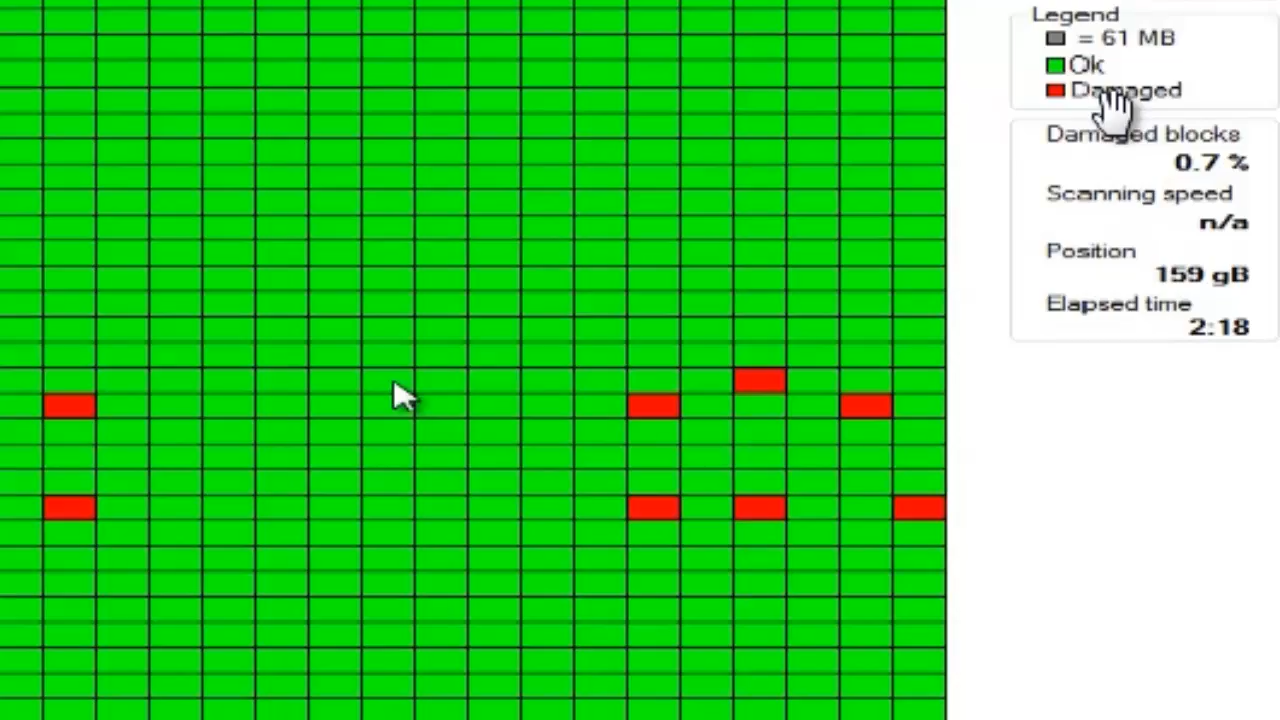 Legend
= 61 MB
Ok
Damaged
Damaged blocks
0.7 %
Scanning speed
n/a
Position
159 gB
Elapsed time
2:18